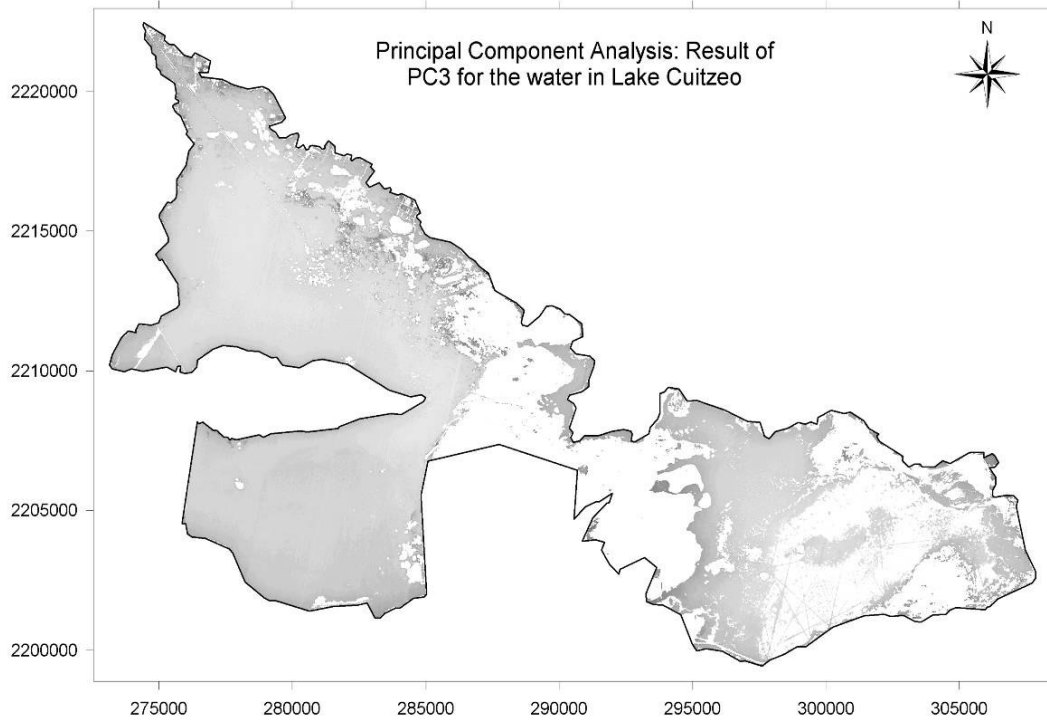 Principal Component Analysis: Result of
PC3 for the water in Lake Cuitzeo
N
2220000
2215000
2210000
2205000
2200000
275000 280000 285000 290000 295000 300000 305000